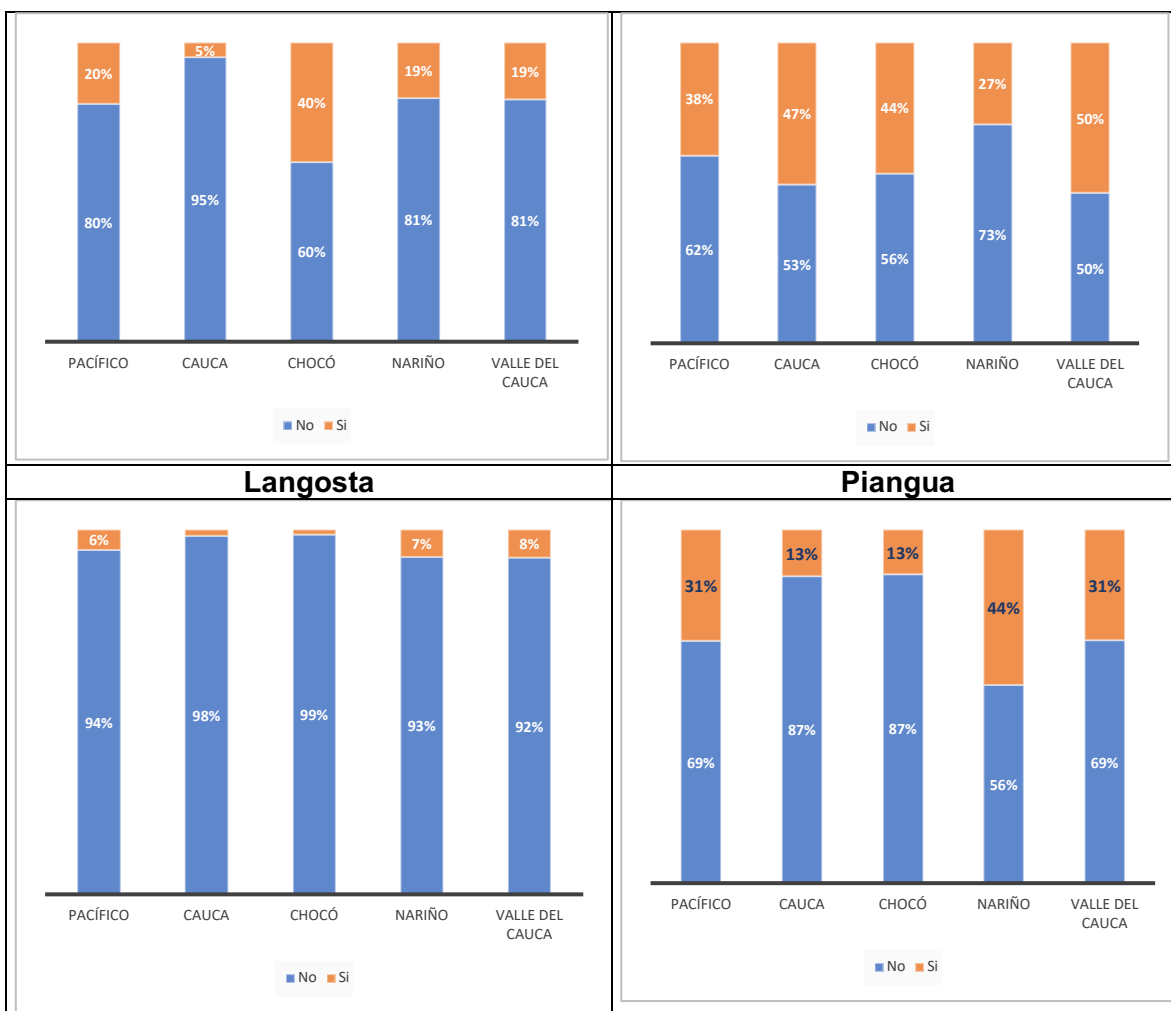 5%
20% 40% 19% 19%
80% 95% 60% 81% 81%
PACÍFICO CAUCA CHOCÓ NARIÑO VALLE DEL
CAUCA
No Si
38% 47% 44% 27% 50%
62% 53% 56% 73% 50%
PACÍFICO CAUCA CHOCÓ NARIÑO VALLE DEL
CAUCA
No Si
Langosta
Piangua
6% 7% 8%
94% 98% 99% 93% 92%
PACÍFICO CAUCA CHOCÓ NARIÑO VALLE DEL
CAUCA
No Si
31% 13% 13% 44% 31%
69% 87% 87% 56% 69%
PACÍFICO CAUCA CHOCÓ NARIÑO VALLE DEL
CAUCA
No Si